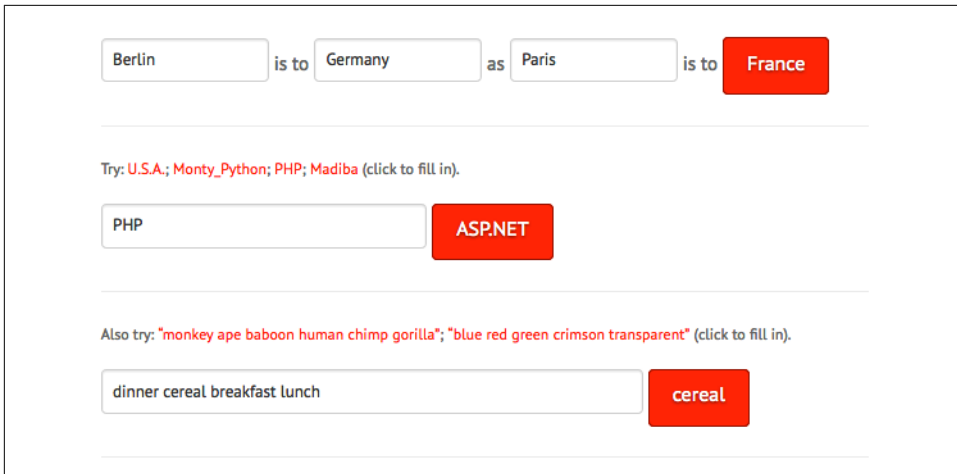 Berlin is to Germany as Paris is to France
Try: U.S.A.; Monty_Python; PHP; Madiba (click to fill in).
PHP ASP.NET
Also try: “monkey ape baboon human chimp gorilla”; “blue red green crimson transparent” (click to fill in).
dinner cereal breakfast lunch cereal